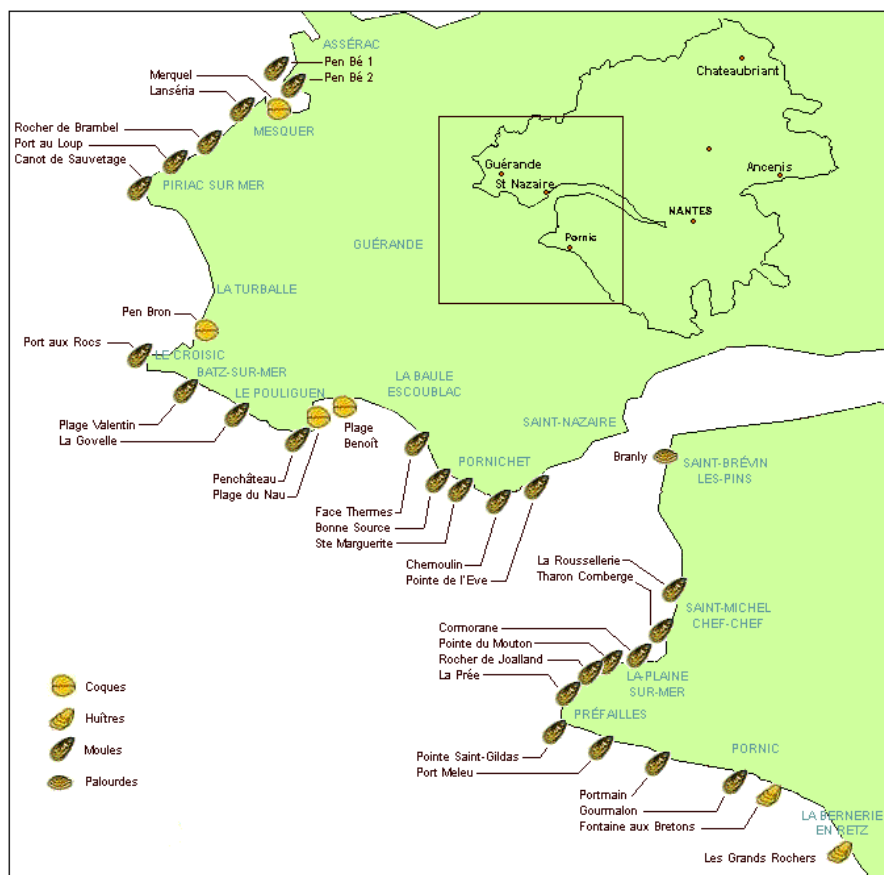 ASSÉRAC
Pen Bé 1
Pen Bé 2
Merquel
Lanséria
MESQUER
Rocher de Brambel
Port au Loup
Canot de Sauvetage
PIRIAC SUR MER
Chateaubriant
Guérande
St Nazaire
Ancenis
NANTES
Pornic
GUÉRANDE
LA TURBALLE
Pen Bron
Port aux Rocs
LE CROISIC
BATZ-SUR-MER
LE POULIGUEN
LA BAULE
ESCOUBLAC
Plage Valentin
La Govelle
Plage
Benoît
SAINT-NAZAIRE
Penchâteau
Plage du Nau
PORNICHET
Branly
SAINT-BRÉVIN
LES-PINS
Face Thermes
Bonne Source
Ste Marguerite
Chemoulin
Pointe de l'Eve
La Roussellerie
Tharon Comberge
SAINT-MICHEL
CHEF-CHEF
Cormorane
Pointe du Mouton
Rocher de Joalland
La Prée
LA-PLAINE
SUR-MER
PRÉFAILLES
Coques
Huîtres
Moules
Palourdes
Pointe Saint-Gildas
Port Meleu
PORNIC
Portmain
Gourmalon
Fontaine aux Bretons
LA BERNERIE
EN RETZ
Les Grands Rochers